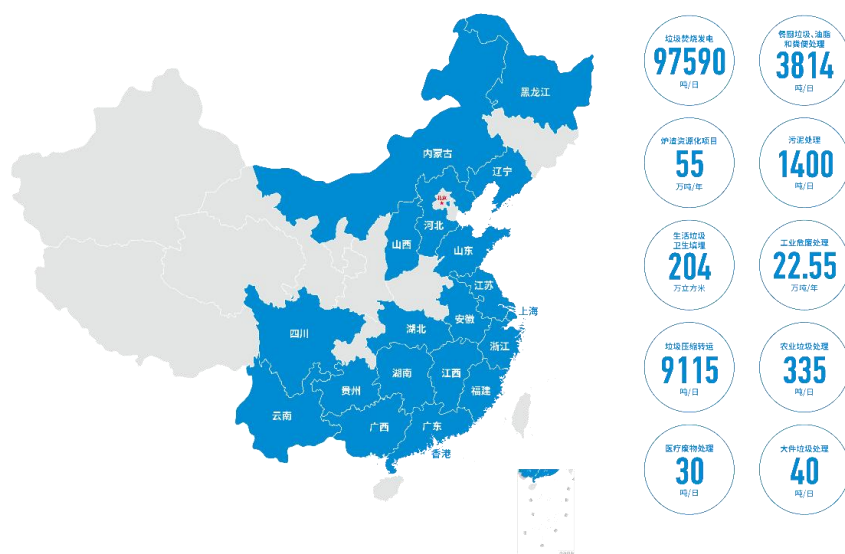 黑龙江
内蒙古
辽宁
北京
河北
山西
山东
江苏
上海
安徽
四川
湖北
浙江
湖南
江西
贵州
福建
云南
广西
广东
香港
垃圾焚烧发电
97590
吨/日
餐厨垃圾、油脂
和粪便处理
3814
吨/日
炉渣资源化项目
55
万吨/年
污泥处理
1400
吨/日
生活垃圾
卫生填埋
204
万立方米
工业危废处理
22.55
万吨/年
垃圾压缩转运
9115
吨/日
农业垃圾处理
335
吨/日
医疗废物处理
30
吨/日
大件垃圾处理
40
吨/日